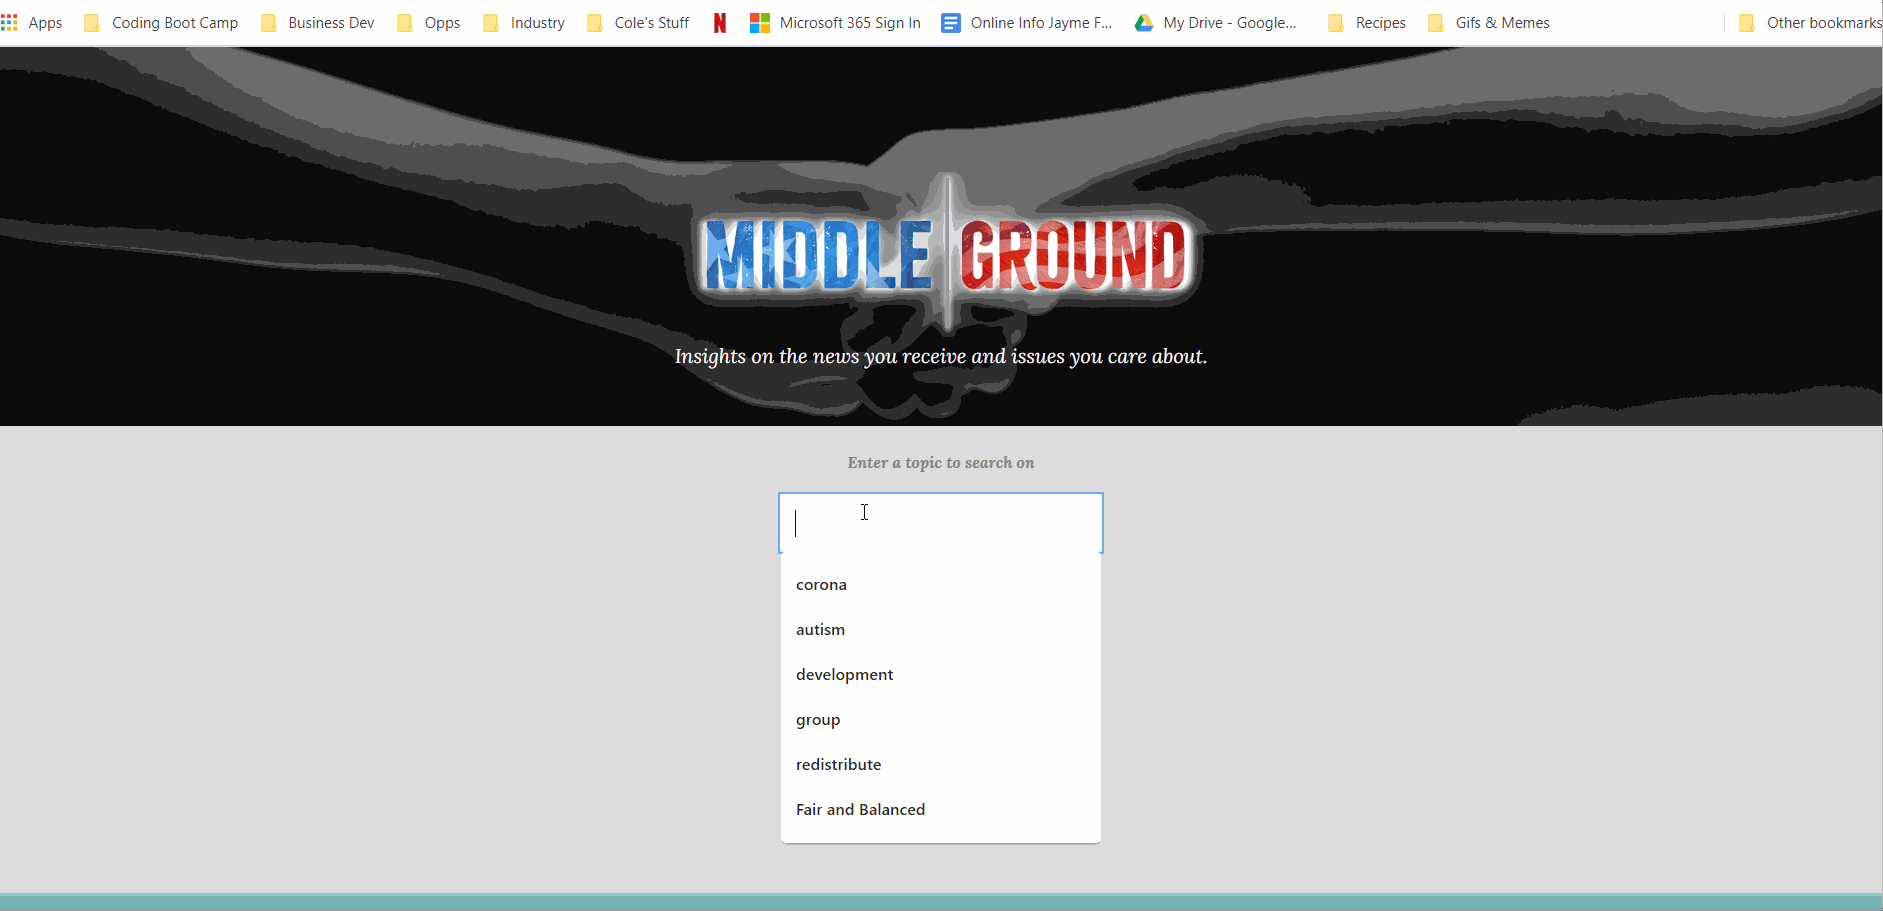 Apps Coding Boot Camp Business Dev Opps Industry Cole's Stuff Microsoft 365 Sign In Online Info Jayme F... My Drive - Google... Recipes Gifs & Memes Other bookmarks
MIDDLE GROUND
Insights on the news you receive and issues you care about.
Enter a topic to search on
corona
autism
development
group
redistribute
Fair and Balanced